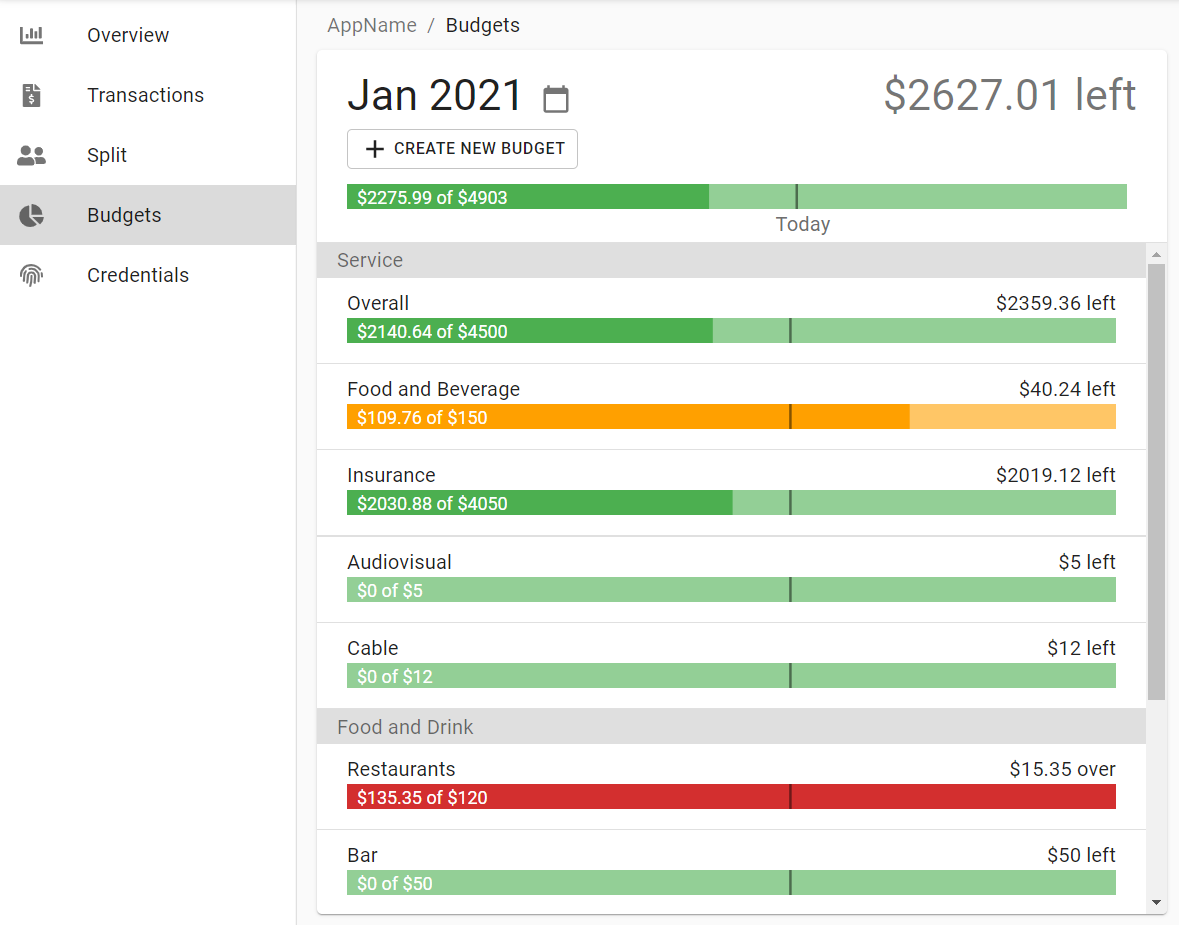 Overview
Transactions
Split
Budgets
Credentials
AppName / Budgets
Jan 2021
$2627.01 left
CREATE NEW BUDGET
$2275.99 of $4903
Today
Service
Overall
$2359.36 left
$2140.64 of $4500
Food and Beverage
$40.24 left
$109.76 of $150
Insurance
$2019.12 left
$2030.88 of $4050
Audiovisual
$5 left
$0 of $5
Cable
$12 left
$0 of $12
Food and Drink
Restaurants
$15.35 over
$135.35 of $120
Bar
$50 left
$0 of $50